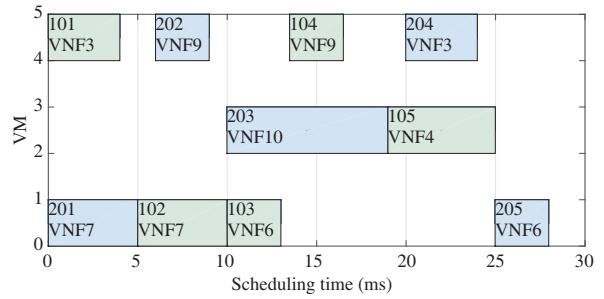 5
101
VNF3
202
VNF9
104
VNF9
204
VNF3
4
3
203
VNF10
105
VNF4
VM
2
1
201
VNF7
102
VNF7
103
VNF6
205
VNF6
0
0 5 10 15 20 25 30
Scheduling time (ms)